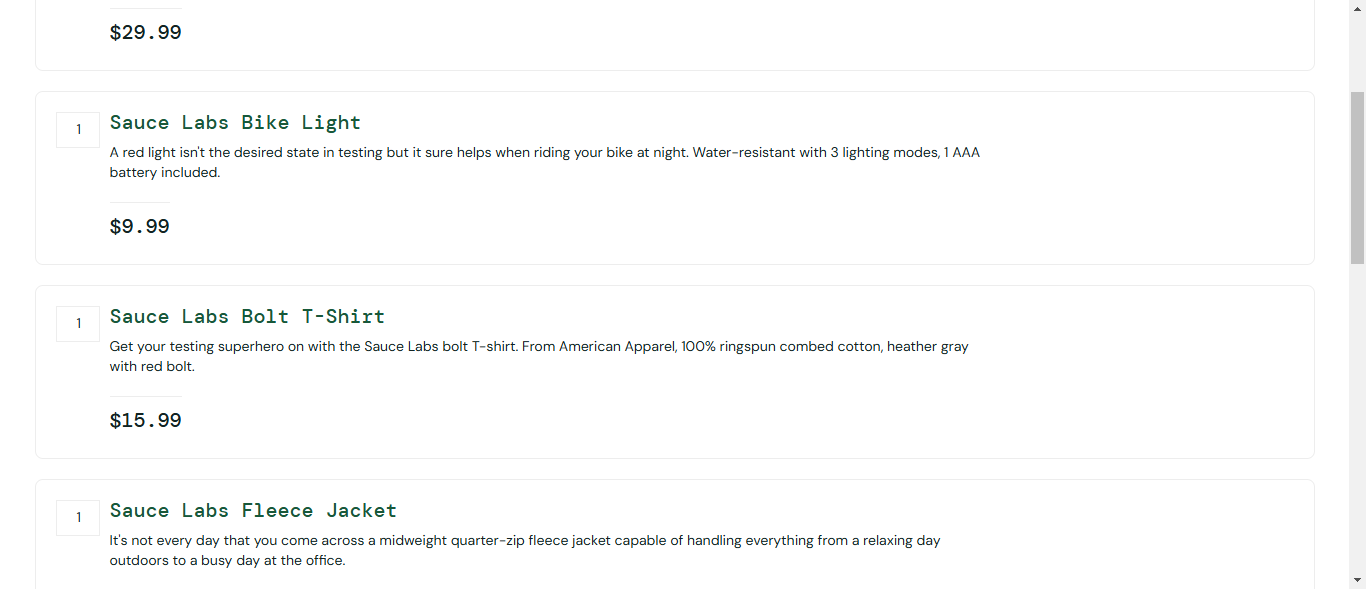 $29.99
1
Sauce Labs Bike Light
A red light isn't the desired state in testing but it sure helps when riding your bike at night. Water-resistant with 3 lighting modes, 1 AAA
battery included.
$9.99
1
Sauce Labs Bolt T-Shirt
Get your testing superhero on with the Sauce Labs bolt T-shirt. From American Apparel, 100% ringspun combed cotton, heather gray
with red bolt.
$15.99
1
Sauce Labs Fleece Jacket
It's not every day that you come across a midweight quarter-zip fleece jacket capable of handling everything from a relaxing day
outdoors to a busy day at the office.